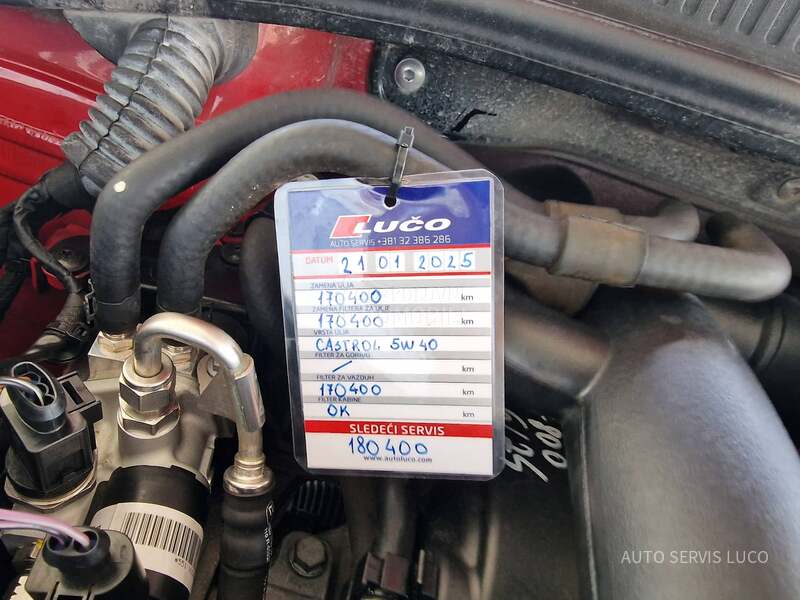 LUČO
AUTO SERVIS +381 32 386 286
DATUM 21 01 2025
ZAMENA ULJA
170400 km
ZAMENA FILTERA ZA ULJE
170400 km
VRSTA ULJA
CASTROL 5W40
FILTER ZA GORIVO
/ km
FILTER ZA VAZDUH
170400 km
FILTER KABINE
OK km
SLEDEĆI SERVIS
180400
www.autoluco.com
AUTO SERVIS LUCO